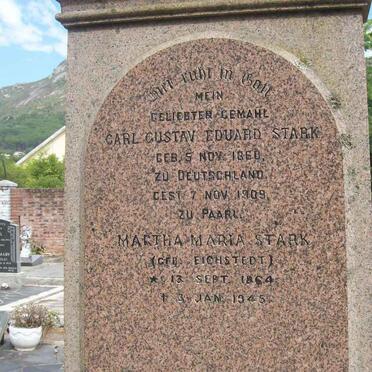 Hier ruht in Gott
MEIN
GELIEBTEN GEMAHL
CARL GUSTAV EDUARD STARK
GEB. 5 NOV. 1860,
ZU DEUTSCHLAND.
GEST. 7 NOV. 1909,
ZU PAARL.
MARTHA MARIA STARK
(GEB. EICHSTEDT)
* 13 SEPT. 1864
† 3 JAN. 1945